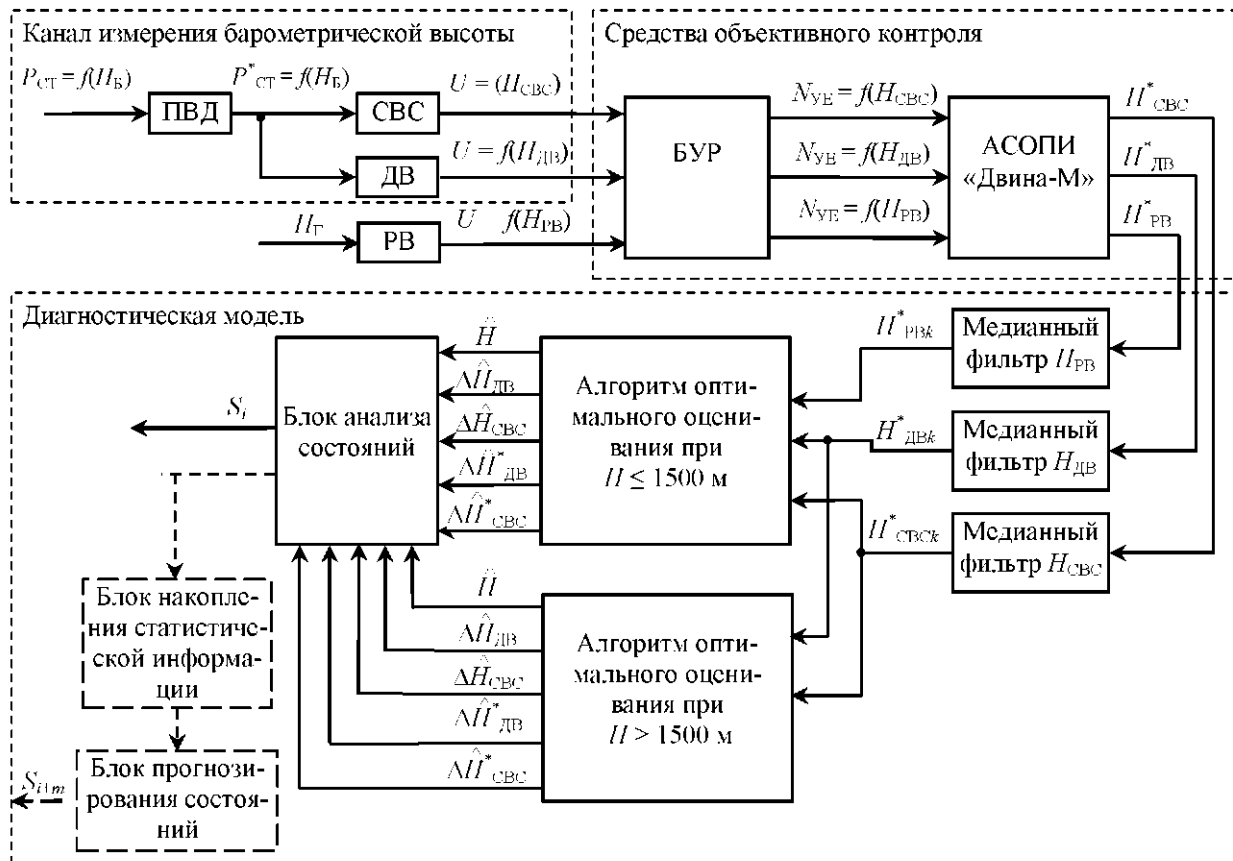 Канал измерения барометрической высоты
P_СТ = f(H_Б)
P*_СТ = f(H_Б)
U = (H_СВС)
ПВД
СВС
U = f(H_ДВ)
ДВ
H_Г
РВ
U f(H_РВ)
Средства объективного контроля
БУР
N_УЕ = f(H_СВС)
N_УЕ = f(H_ДВ)
N_УЕ = f(H_РВ)
АСОПИ
«Двина-М»
H*_СВС
H*_ДВ
H*_РВ
Диагностическая модель
S_i
Блок анализа
состояний
Ĥ
ΔĤ_ДВ
ΔĤ_СВС
ΔĤ*_ДВ
ΔĤ*_СВС
Алгоритм опти-
мального оцени-
вания при
H ≤ 1500 м
H*_РВk
Медианный
фильтр H_РВ
H*_ДВk
Медианный
фильтр H_ДВ
H*_СВСk
Медианный
фильтр H_СВС
Ĥ
ΔĤ_ДВ
ΔĤ_СВС
ΔĤ*_ДВ
ΔĤ*_СВС
Алгоритм опти-
мального оцени-
вания при
H > 1500 м
Блок накопле-
ния статистиче-
ской информа-
ции
S_i+m
Блок прогнози-
рования состоя-
ний